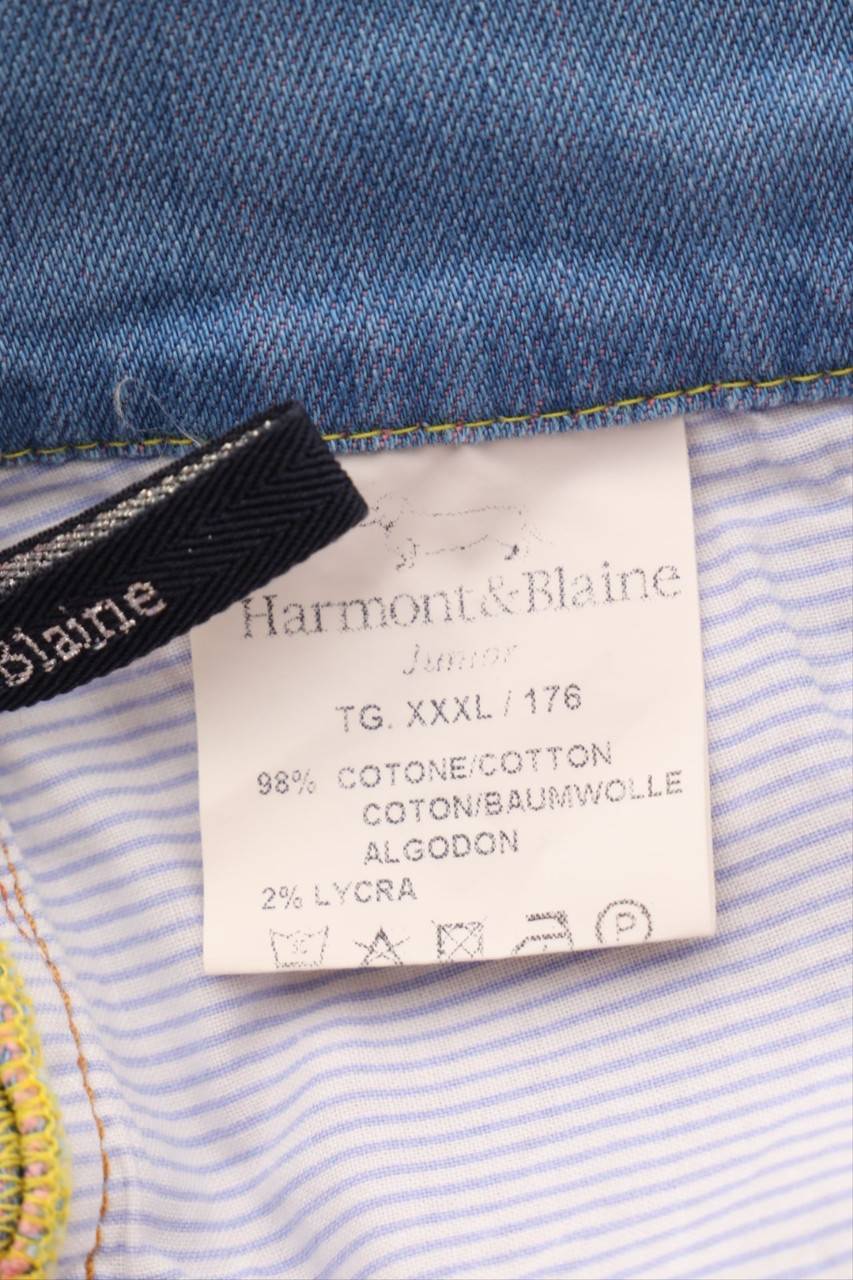 Blaine
Harmont&Blaine
Junior
TG. XXXL / 176
98% COTONE/COTTON
COTON/BAUMWOLLE
ALGODON
2% LYCRA
P